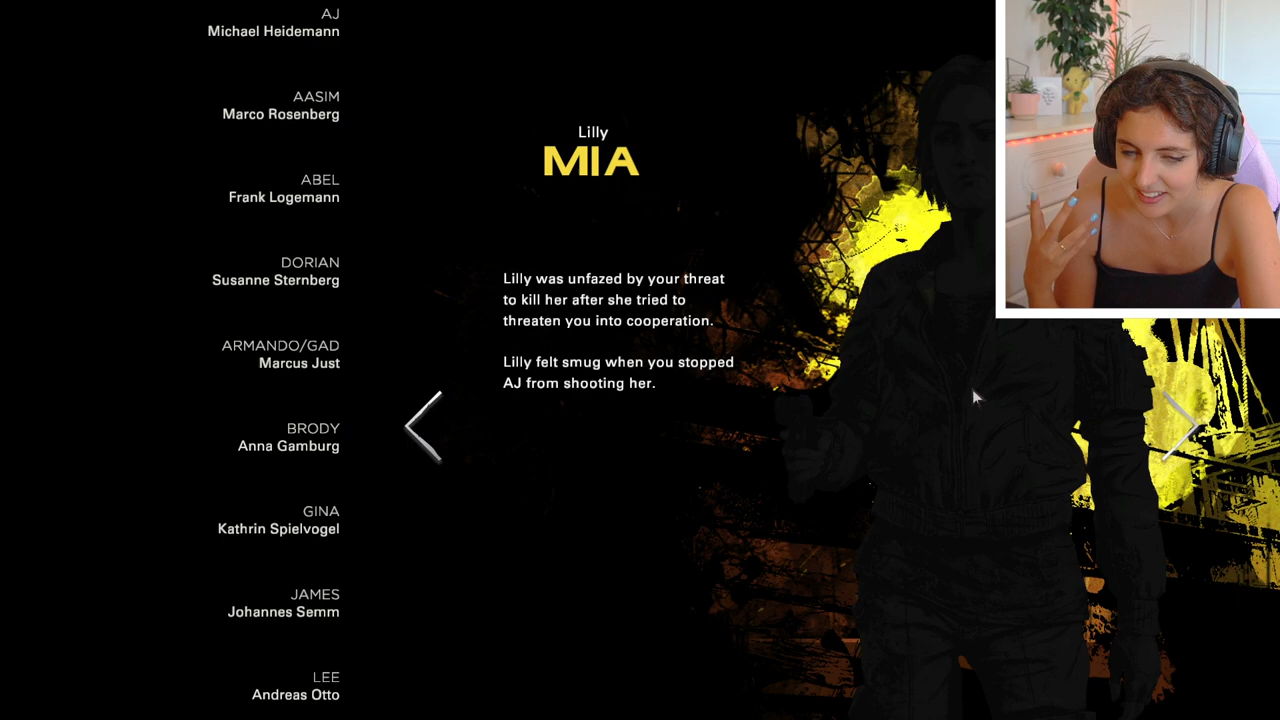 AJ
Michael Heidemann
AASIM
Marco Rosenberg
ABEL
Frank Logemann
DORIAN
Susanne Sternberg
ARMANDO/GAD
Marcus Just
BRODY
Anna Gamburg
GINA
Kathrin Spielvogel
JAMES
Johannes Semm
LEE
Andreas Otto
Lilly
MIA
Lilly was unfazed by your threat
to kill her after she tried to
threaten you into cooperation.
Lilly felt smug when you stopped
AJ from shooting her.